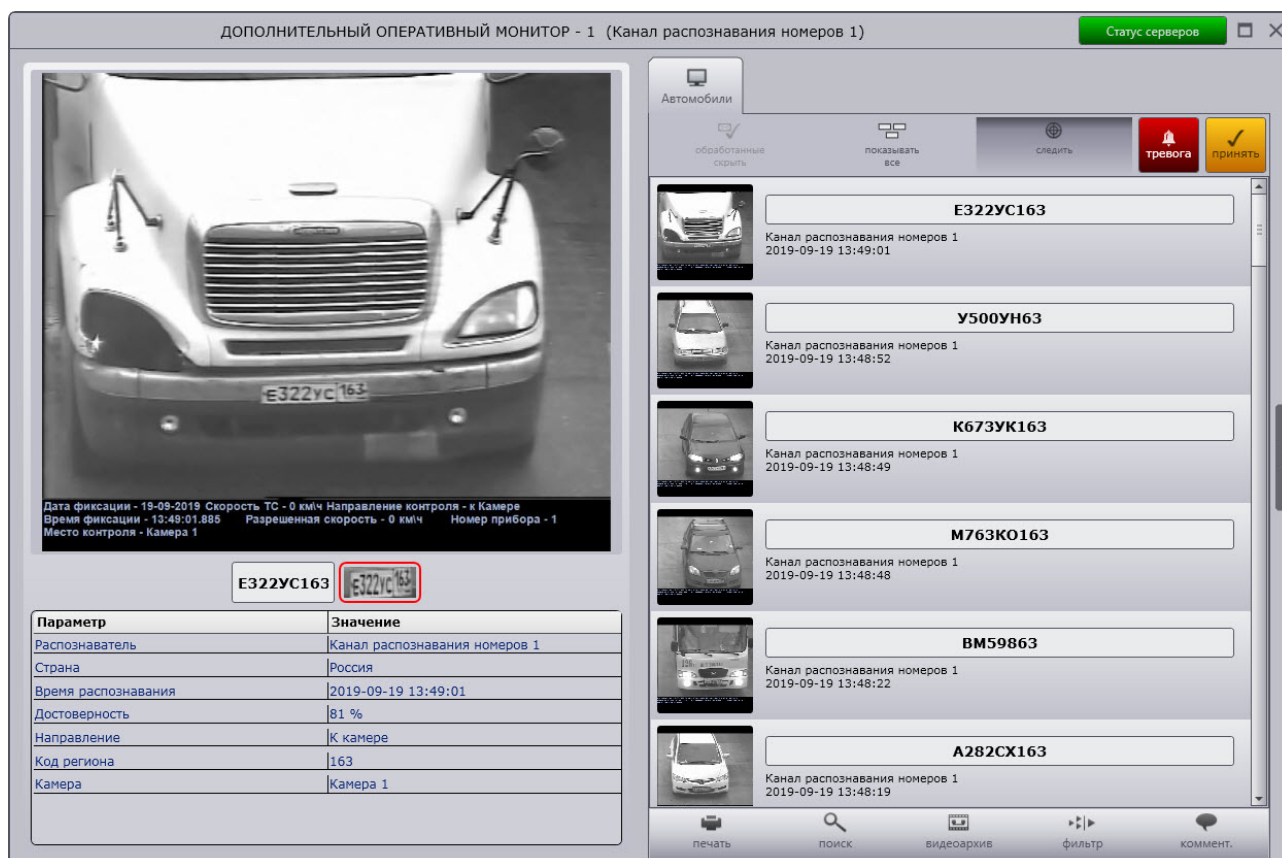 ДОПОЛНИТЕЛЬНЫЙ ОПЕРАТИВНЫЙ МОНИТОР - 1 (Канал распознавания номеров 1)
Статус серверов
Е322УС 163
Дата фиксации - 19-09-2019 Скорость ТС - 0 км\ч Направление контроля - к Камере
Время фиксации - 13:49:01.885 Разрешенная скорость - 0 км\ч Номер прибора - 1
Место контроля - Камера 1
Е322УС163
Е322УС 163
Параметр Значение
Распознаватель Канал распознавания номеров 1
Страна Россия
Время распознавания 2019-09-19 13:49:01
Достоверность 81 %
Направление К камере
Код региона 163
Камера Камера 1
Автомобили
обработанные
скрыть
показывать
все
следить
тревога
принять
Е322УС163
Канал распознавания номеров 1
2019-09-19 13:49:01
У500УН63
Канал распознавания номеров 1
2019-09-19 13:48:52
К673УК163
Канал распознавания номеров 1
2019-09-19 13:48:49
М763КО163
Канал распознавания номеров 1
2019-09-19 13:48:48
ВМ59863
Канал распознавания номеров 1
2019-09-19 13:48:22
А282СХ163
Канал распознавания номеров 1
2019-09-19 13:48:19
печать
поиск
видеоархив
фильтр
коммент.